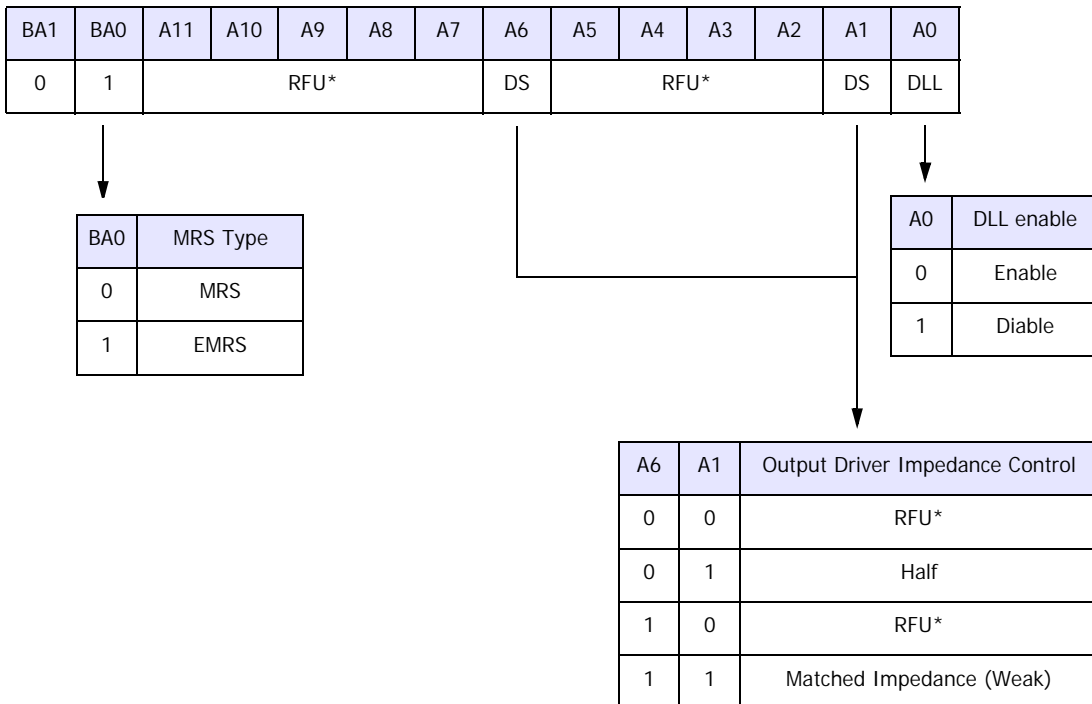 BA1 BA0 A11 A10 A9 A8 A7 A6 A5 A4 A3 A2 A1 A0
0 1 RFU* DS RFU* DS DLL
BA0 MRS Type
0 MRS
1 EMRS
A0 DLL enable
0 Enable
1 Diable
A6 A1 Output Driver Impedance Control
0 0 RFU*
0 1 Half
1 0 RFU*
1 1 Matched Impedance (Weak)